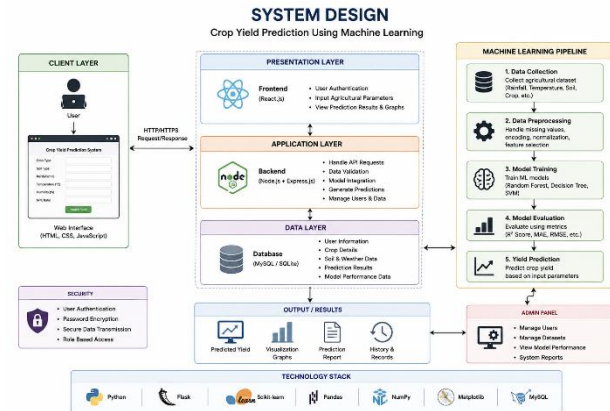 SYSTEM DESIGN
Crop Yield Prediction Using Machine Learning
CLIENT LAYER
User
Crop Yield Prediction System
Web Interface
(HTML, CSS, JavaScript)
HTTP/HTTPS
Request/Response
PRESENTATION LAYER
Frontend
(React.js)
• User Authentication
• Input Agricultural Parameters
• View Prediction Results & Graphs
APPLICATION LAYER
node
Backend
(Node.js + Express.js)
• Handle API Requests
• Data Validation
• Model Integration
• Generate Predictions
• Manage Users & Data
DATA LAYER
Database
(MySQL / SQLite)
• User Information
• Crop Details
• Soil & Weather Data
• Prediction Results
• Model Performance Data
MACHINE LEARNING PIPELINE
1. Data Collection
Collect agricultural dataset
(Rainfall, Temperature, Soil,
Crop, etc.)
2. Data Preprocessing
Handle missing values,
encoding, normalization,
feature selection
3. Model Training
Train ML models
(Random Forest, Decision Tree,
SVM)
4. Model Evaluation
Evaluate using metrics
(R² Score, MAE, RMSE, etc.)
5. Yield Prediction
Predict crop yield
based on input parameters
SECURITY
• User Authentication
• Password Encryption
• Secure Data Transmission
• Role Based Access
OUTPUT / RESULTS
Predicted Yield
Visualization
Graphs
Prediction
Report
History &
Records
ADMIN PANEL
• Manage Users
• Manage Datasets
• View Model Performance
• System Reports
TECHNOLOGY STACK
Python
Flask
learn
Scikit-learn
Pandas
NumPy
Matplotlib
MySQL